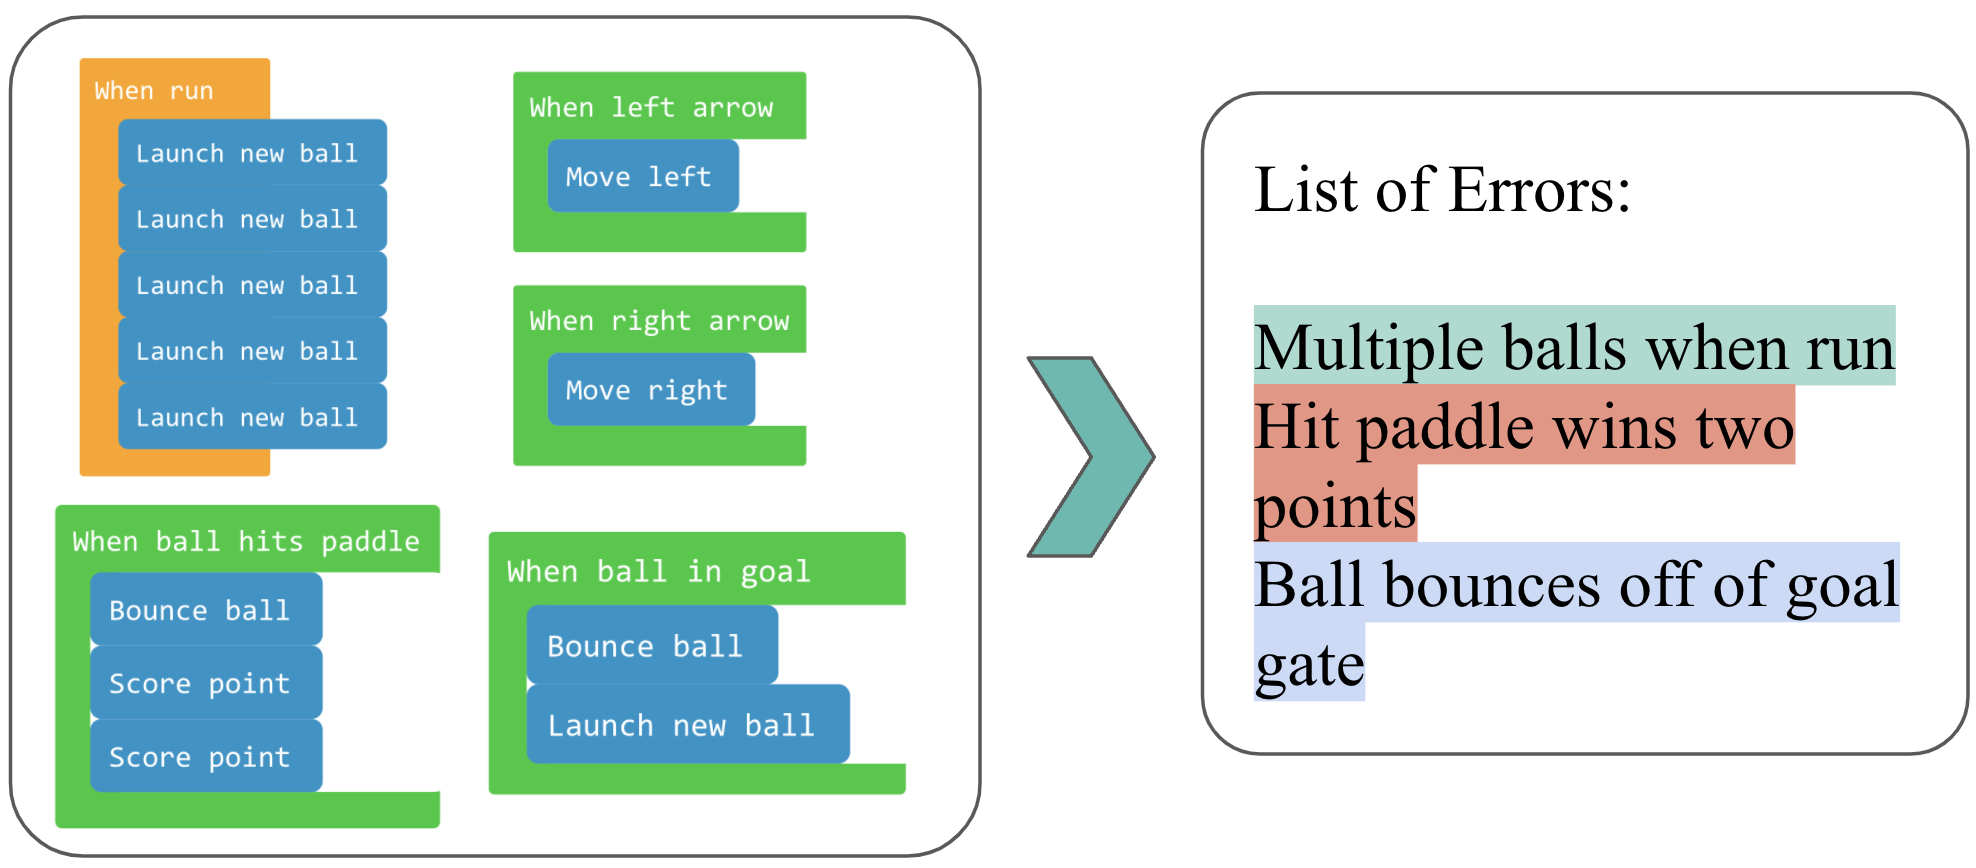 When run
Launch new ball
Launch new ball
Launch new ball
Launch new ball
Launch new ball
When left arrow
Move left
When right arrow
Move right
When ball hits paddle
Bounce ball
Score point
Score point
When ball in goal
Bounce ball
Launch new ball
List of Errors:
Multiple balls when run
Hit paddle wins two
points
Ball bounces off of goal
gate